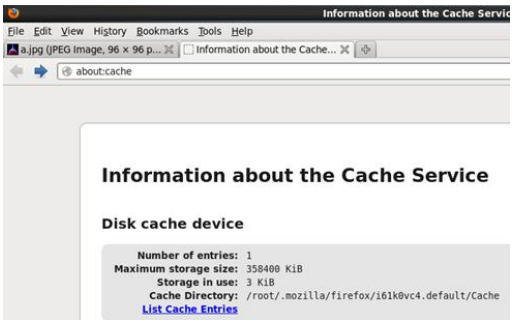 Information about the Cache Servic
File Edit View History Bookmarks Tools Help
a.jpg (JPEG Image, 96 × 96 p... Information about the Cache...
about:cache
Information about the Cache Service
Disk cache device
Number of entries: 1
Maximum storage size: 358400 KiB
Storage in use: 3 KiB
Cache Directory: /root/.mozilla/firefox/i61k0vc4.default/Cache
List Cache Entries